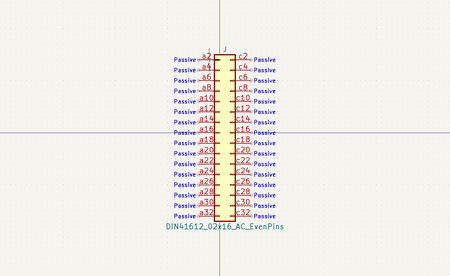 J
Passive a2 c2 Passive
Passive a4 c4 Passive
Passive a6 c6 Passive
Passive a8 c8 Passive
Passive a10 c10 Passive
Passive a12 c12 Passive
Passive a14 c14 Passive
Passive a16 c16 Passive
Passive a18 c18 Passive
Passive a20 c20 Passive
Passive a22 c22 Passive
Passive a24 c24 Passive
Passive a26 c26 Passive
Passive a28 c28 Passive
Passive a30 c30 Passive
Passive a32 c32 Passive
DIN41612_02x16_AC_EvenPins